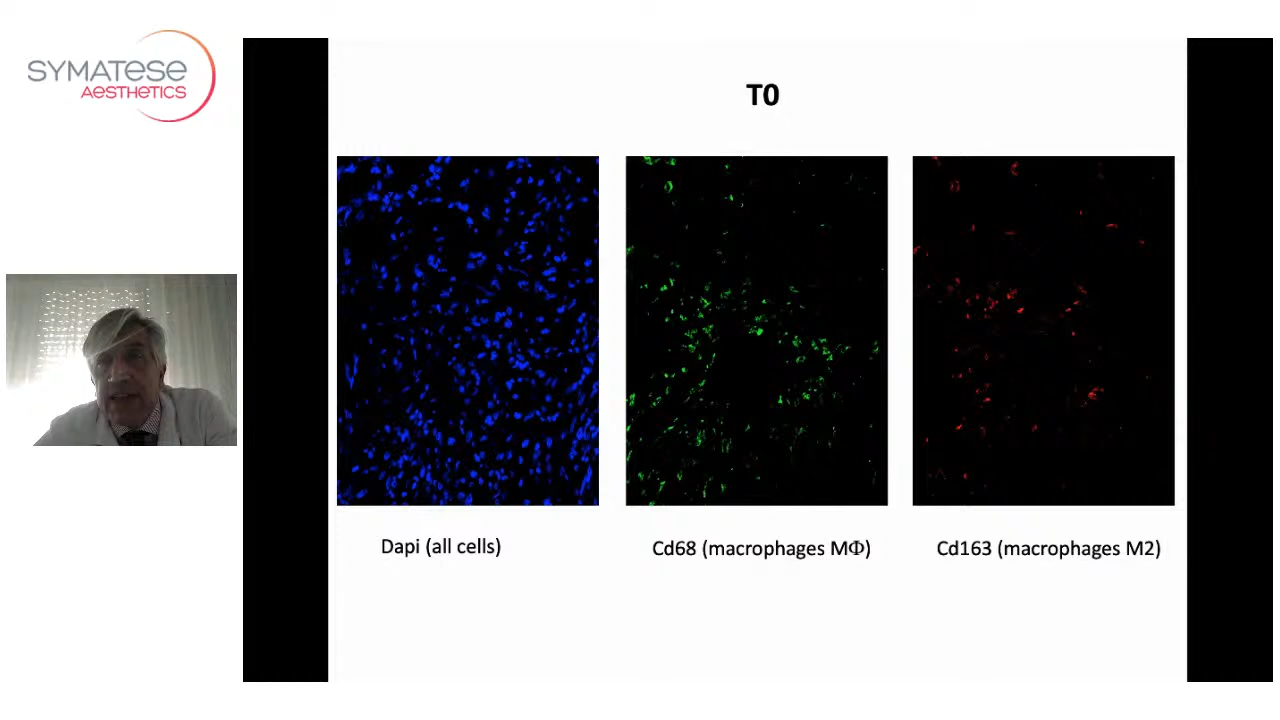 SYMATESE
AESTHETICS
T0
Dapi (all cells)
Cd68 (macrophages MΦ)
Cd163 (macrophages M2)